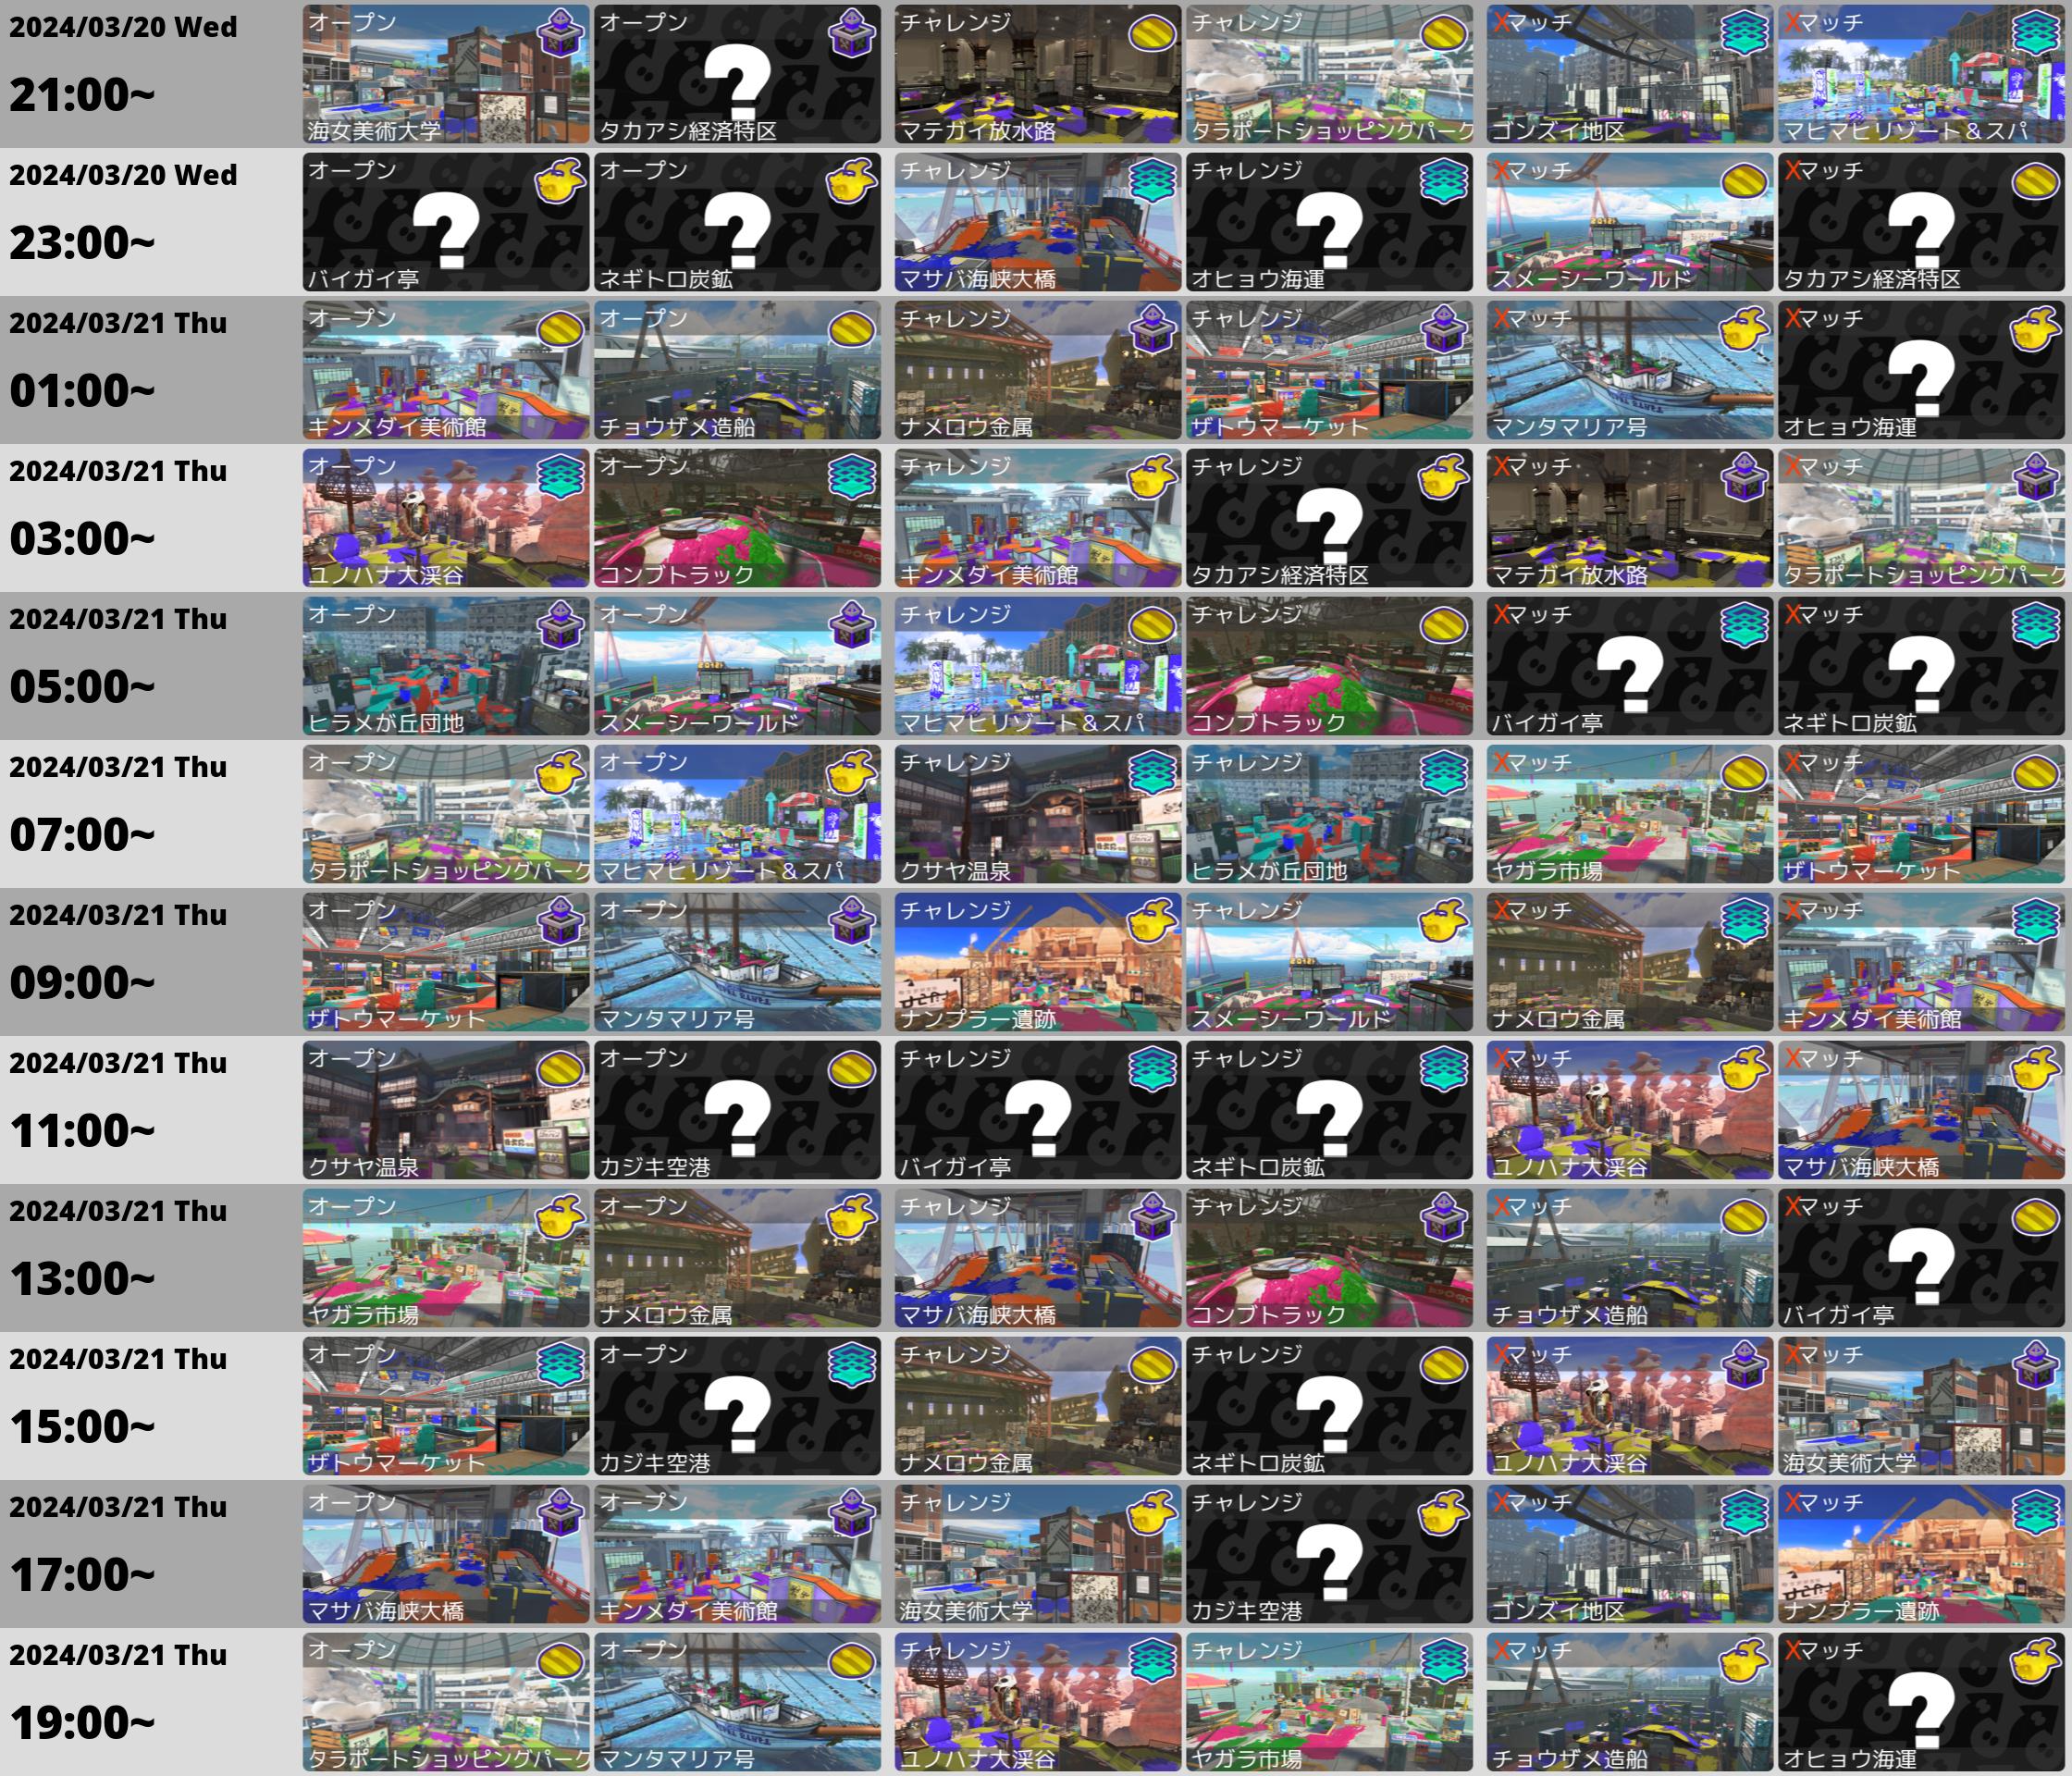 2024/03/20 Wed
21:00~
オープン
海女美術大学
オープン
タカアシ経済特区
チャレンジ
マテガイ放水路
チャレンジ
タラポートショッピングパーク
Xマッチ
ゴンズイ地区
Xマッチ
マヒマヒリゾート＆スパ
2024/03/20 Wed
23:00~
オープン
バイガイ亭
オープン
ネギトロ炭鉱
チャレンジ
マサバ海峡大橋
チャレンジ
オヒョウ海運
Xマッチ
スメーシーワールド
Xマッチ
タカアシ経済特区
2024/03/21 Thu
01:00~
オープン
キンメダイ美術館
オープン
チョウザメ造船
チャレンジ
ナメロウ金属
チャレンジ
ザトウマーケット
Xマッチ
マンタマリア号
Xマッチ
オヒョウ海運
2024/03/21 Thu
03:00~
オープン
ユノハナ大渓谷
オープン
コンブトラック
チャレンジ
キンメダイ美術館
チャレンジ
タカアシ経済特区
Xマッチ
マテガイ放水路
Xマッチ
タラポートショッピングパーク
2024/03/21 Thu
05:00~
オープン
ヒラメが丘団地
オープン
スメーシーワールド
チャレンジ
マヒマヒリゾート＆スパ
チャレンジ
コンブトラック
Xマッチ
バイガイ亭
Xマッチ
ネギトロ炭鉱
2024/03/21 Thu
07:00~
オープン
タラポートショッピングパーク
オープン
マヒマヒリゾート＆スパ
チャレンジ
クサヤ温泉
チャレンジ
ヒラメが丘団地
Xマッチ
ヤガラ市場
Xマッチ
ザトウマーケット
2024/03/21 Thu
09:00~
オープン
ザトウマーケット
オープン
マンタマリア号
チャレンジ
ナンプラー遺跡
チャレンジ
スメーシーワールド
Xマッチ
ナメロウ金属
Xマッチ
キンメダイ美術館
2024/03/21 Thu
11:00~
オープン
クサヤ温泉
オープン
カジキ空港
チャレンジ
バイガイ亭
チャレンジ
ネギトロ炭鉱
Xマッチ
ユノハナ大渓谷
Xマッチ
マサバ海峡大橋
2024/03/21 Thu
13:00~
オープン
ヤガラ市場
オープン
ナメロウ金属
チャレンジ
マサバ海峡大橋
チャレンジ
コンブトラック
Xマッチ
チョウザメ造船
Xマッチ
バイガイ亭
2024/03/21 Thu
15:00~
オープン
ザトウマーケット
オープン
カジキ空港
チャレンジ
ナメロウ金属
チャレンジ
ネギトロ炭鉱
Xマッチ
ユノハナ大渓谷
Xマッチ
海女美術大学
2024/03/21 Thu
17:00~
オープン
マサバ海峡大橋
オープン
キンメダイ美術館
チャレンジ
海女美術大学
チャレンジ
カジキ空港
Xマッチ
ゴンズイ地区
Xマッチ
ナンプラー遺跡
2024/03/21 Thu
19:00~
オープン
タラポートショッピングパーク
オープン
マンタマリア号
チャレンジ
ユノハナ大渓谷
チャレンジ
ヤガラ市場
Xマッチ
チョウザメ造船
Xマッチ
オヒョウ海運